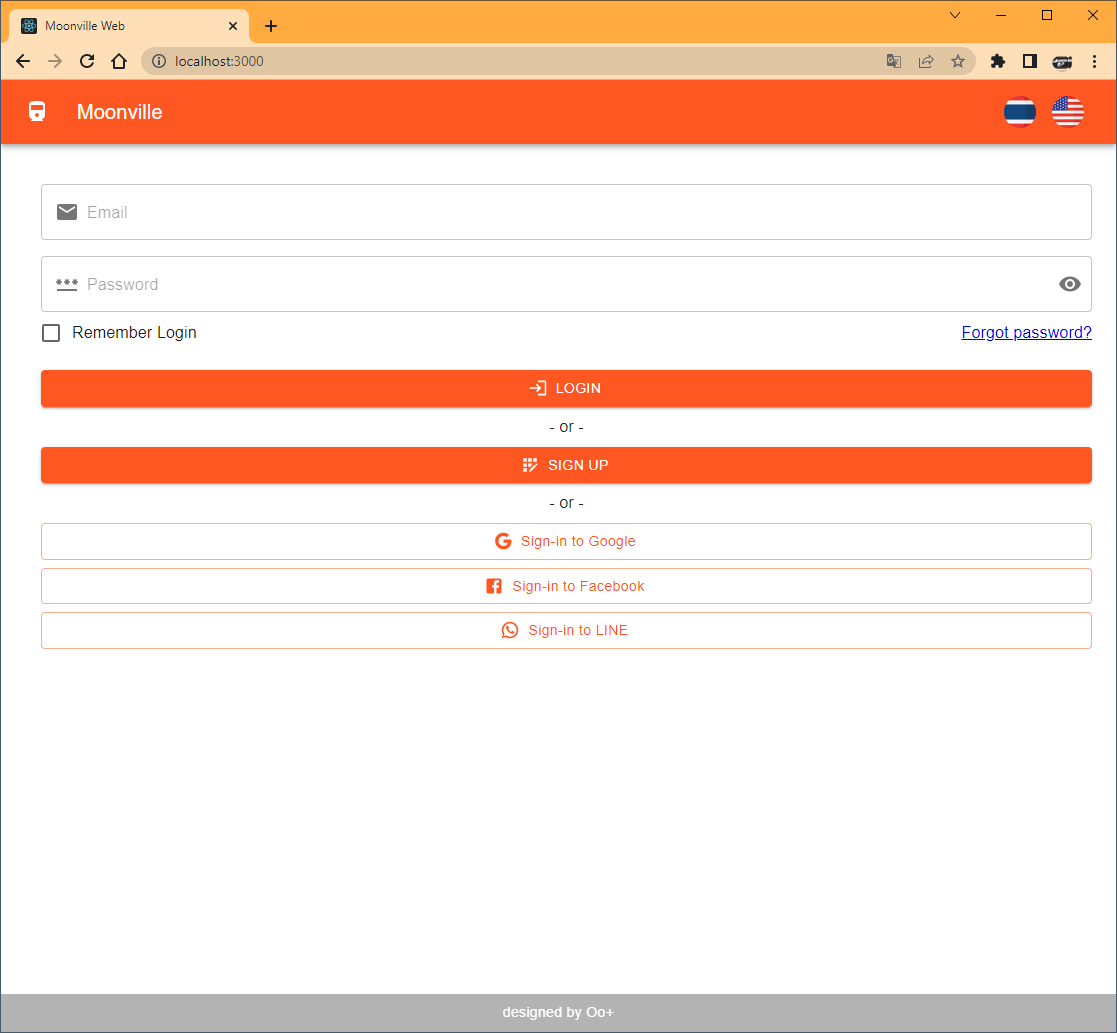 Moonville Web
localhost:3000
Moonville
Email
Password
Remember Login
Forgot password?
LOGIN
- or -
SIGN UP
- or -
Sign-in to Google
Sign-in to Facebook
Sign-in to LINE
designed by Oo+